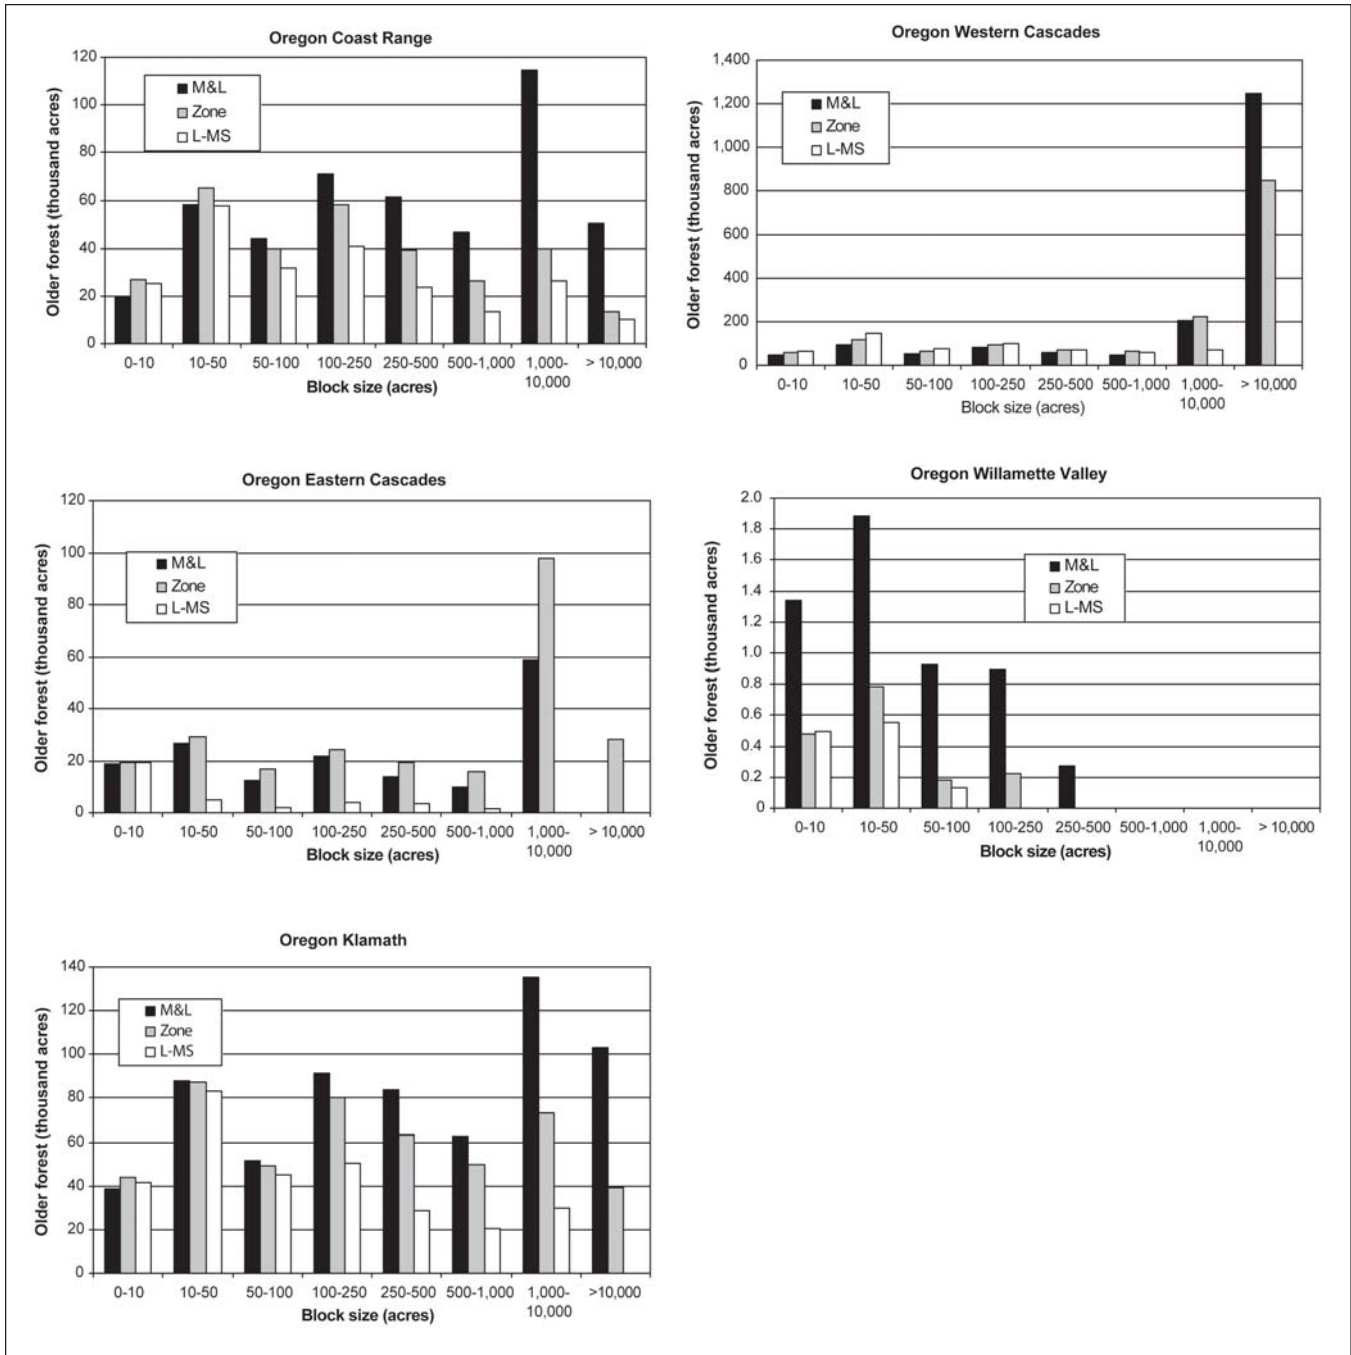 Oregon Coast Range
120
100
80
60
40
20
0
Older forest (thousand acres)
M&L
Zone
L-MS
0-10 10-50 50-100 100-250 250-500 500-1,000 1,000- > 10,000
10,000
Block size (acres)
Oregon Western Cascades
1,400
1,200
1,000
800
600
400
200
0
Older forest (thousand acres)
M&L
Zone
L-MS
0-10 10-50 50-100 100-250 250-500 500-1,000 1,000- > 10,000
10,000
Block size (acres)
Oregon Eastern Cascades
120
100
80
60
40
20
0
Older forest (thousand acres)
M&L
Zone
L-MS
0-10 10-50 50-100 100-250 250-500 500-1,000 1,000- > 10,000
10,000
Block size (acres)
Oregon Willamette Valley
2.0
1.8
1.6
1.4
1.2
1.0
0.8
0.6
0.4
0.2
0
Older forest (thousand acres)
M&L
Zone
L-MS
0-10 10-50 50-100 100-250 250-500 500-1,000 1,000- > 10,000
10,000
Block size (acres)
Oregon Klamath
140
120
100
80
60
40
20
0
Older forest (thousand acres)
M&L
Zone
L-MS
0-10 10-50 50-100 100-250 250-500 500-1,000 1,000- >10,000
10,000
Block size (acres)